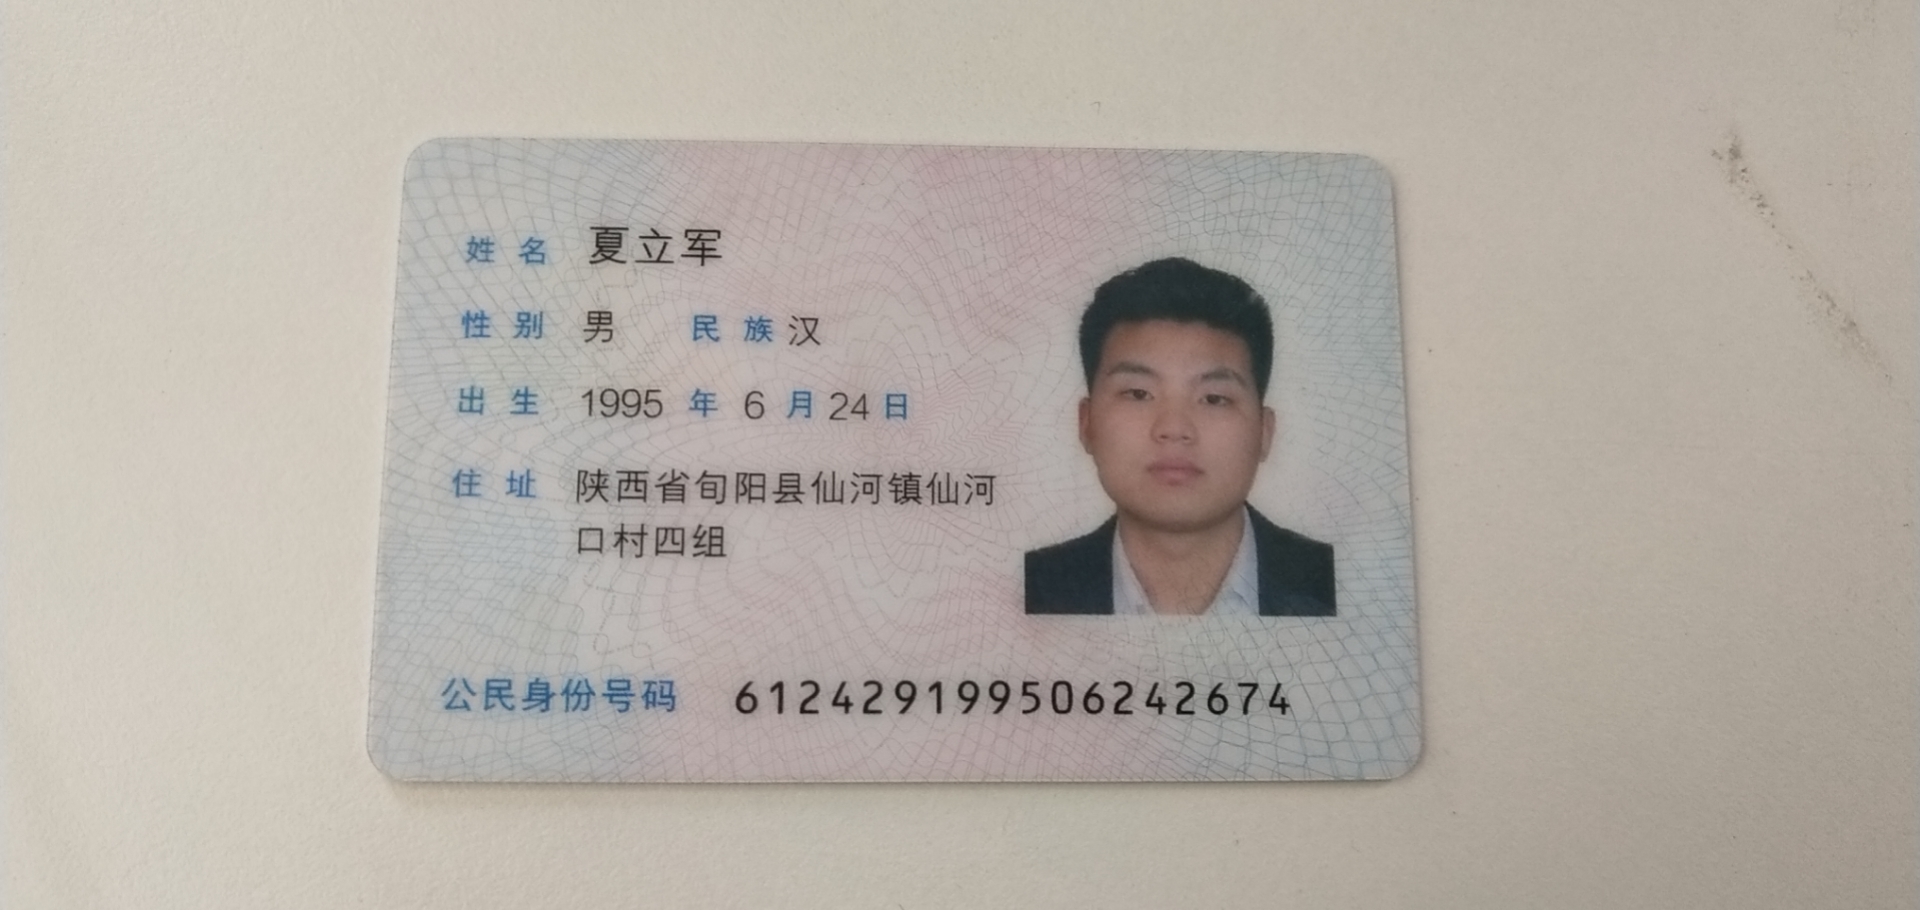 姓名 夏立军
性别 男 民族 汉
出生 1995 年 6 月 24 日
住址 陕西省旬阳县仙河镇仙河
口村四组
公民身份号码 612429199506242674